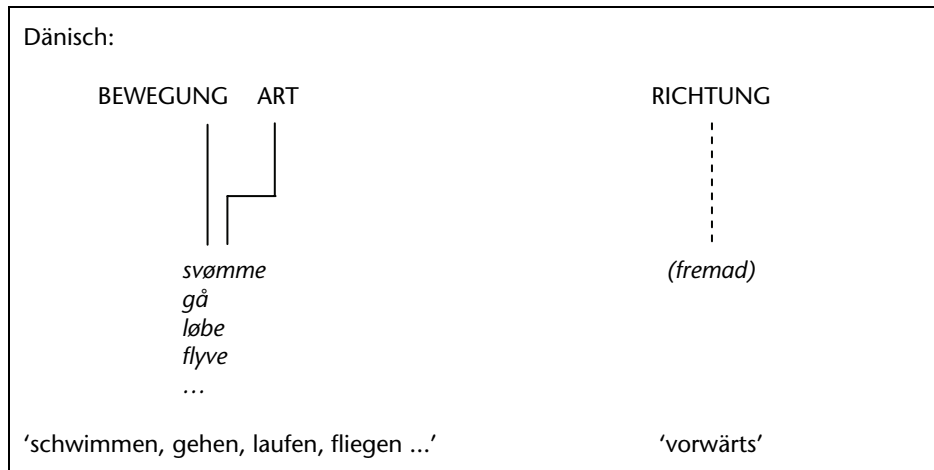 Dänisch:
BEWEGUNG ART RICHTUNG
svømme (fremad)
gå
løbe
flyve
…
‘schwimmen, gehen, laufen, fliegen ...’ ‘vorwärts’